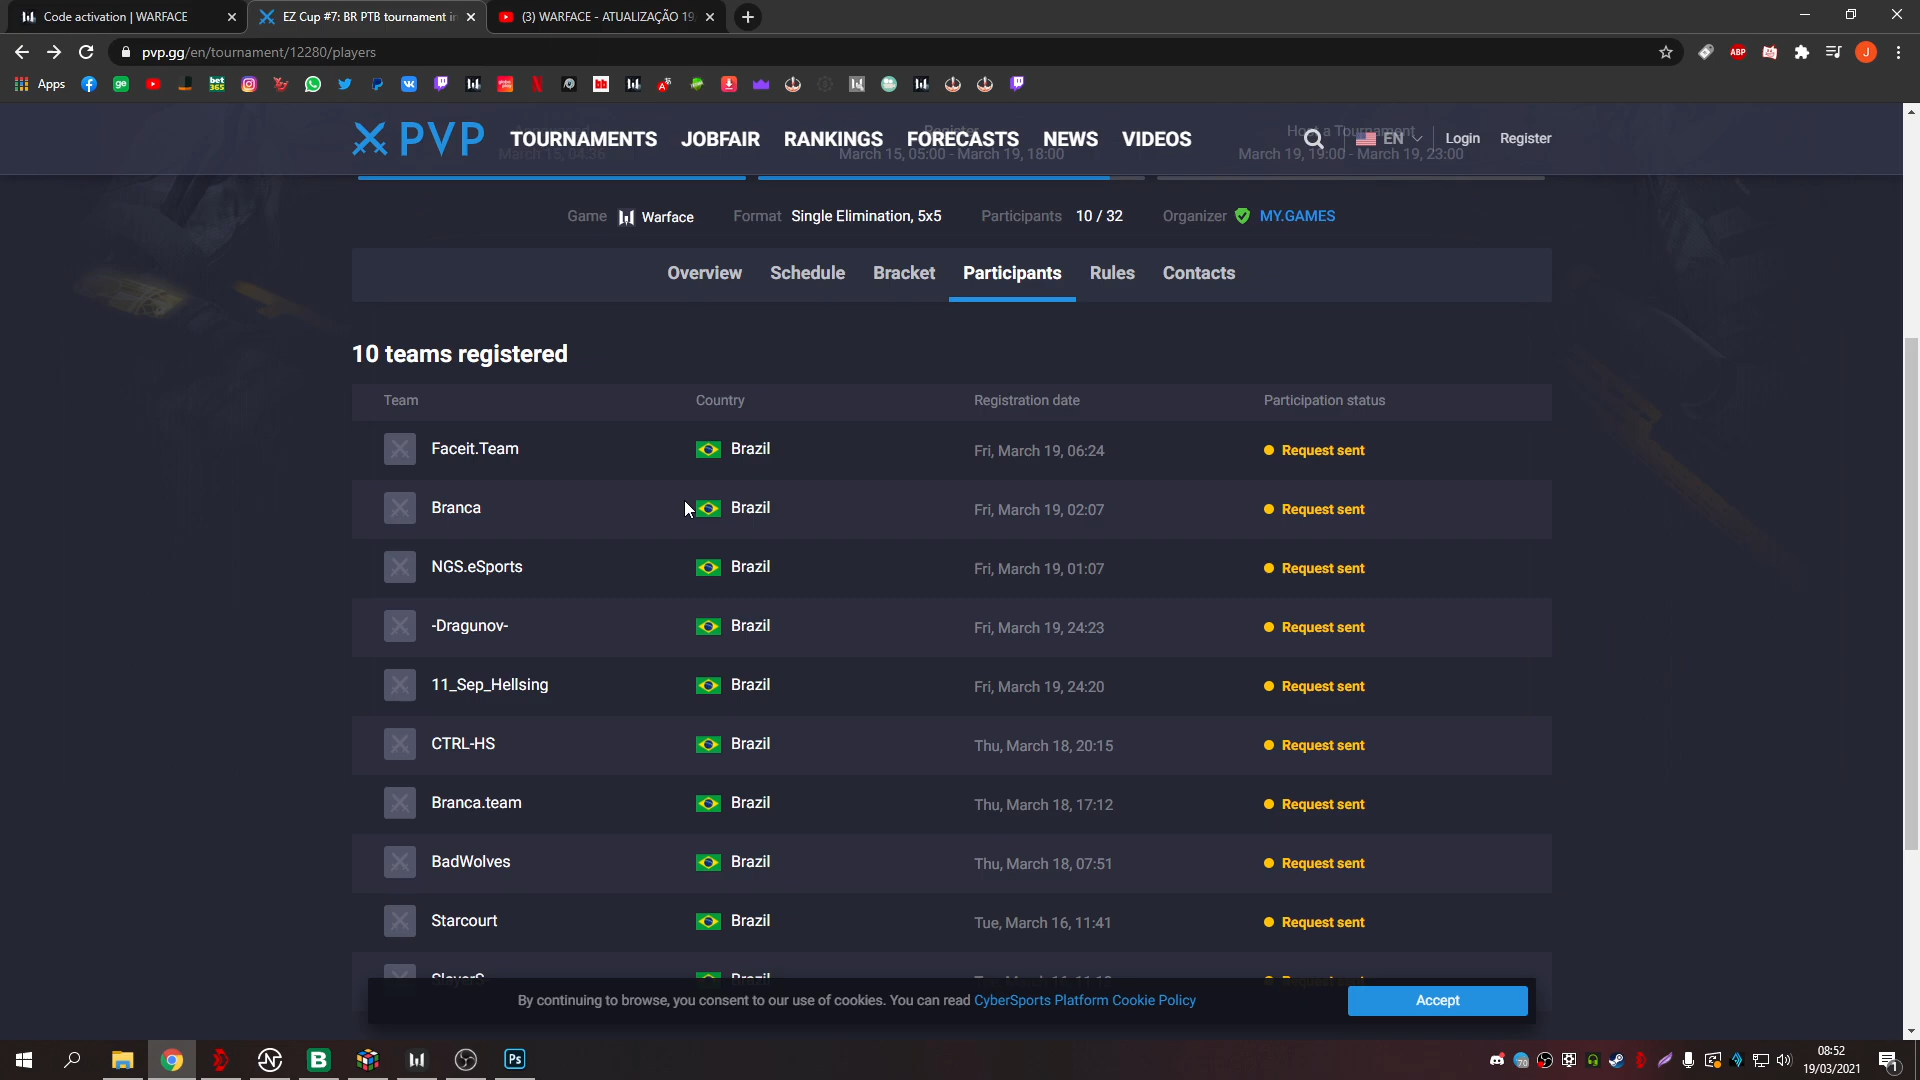 Code activation | WARFACE
EZ Cup #7: BR PTB tournament in
(3) WARFACE - ATUALIZAÇÃO 19
pvp.gg/en/tournament/12280/players
Apps
PVP TOURNAMENTS JOBFAIR RANKINGS FORECASTS NEWS VIDEOS EN Login Register
Register
Host a Tournament
March 15, 04:38
March 15, 05:00 - March 19, 18:00
March 19, 19:00 - March 19, 23:00
Game Warface Format Single Elimination, 5x5 Participants 10 / 32 Organizer MY.GAMES
Overview Schedule Bracket Participants Rules Contacts
10 teams registered
Team Country Registration date Participation status
Faceit.Team Brazil Fri, March 19, 06:24 Request sent
Branca Brazil Fri, March 19, 02:07 Request sent
NGS.eSports Brazil Fri, March 19, 01:07 Request sent
-Dragunov- Brazil Fri, March 19, 24:23 Request sent
11_Sep_Hellsing Brazil Fri, March 19, 24:20 Request sent
CTRL-HS Brazil Thu, March 18, 20:15 Request sent
Branca.team Brazil Thu, March 18, 17:12 Request sent
BadWolves Brazil Thu, March 18, 07:51 Request sent
Starcourt Brazil Tue, March 16, 11:41 Request sent
SlayerS Brazil
By continuing to browse, you consent to our use of cookies. You can read CyberSports Platform Cookie Policy
Accept
08:52
19/03/2021